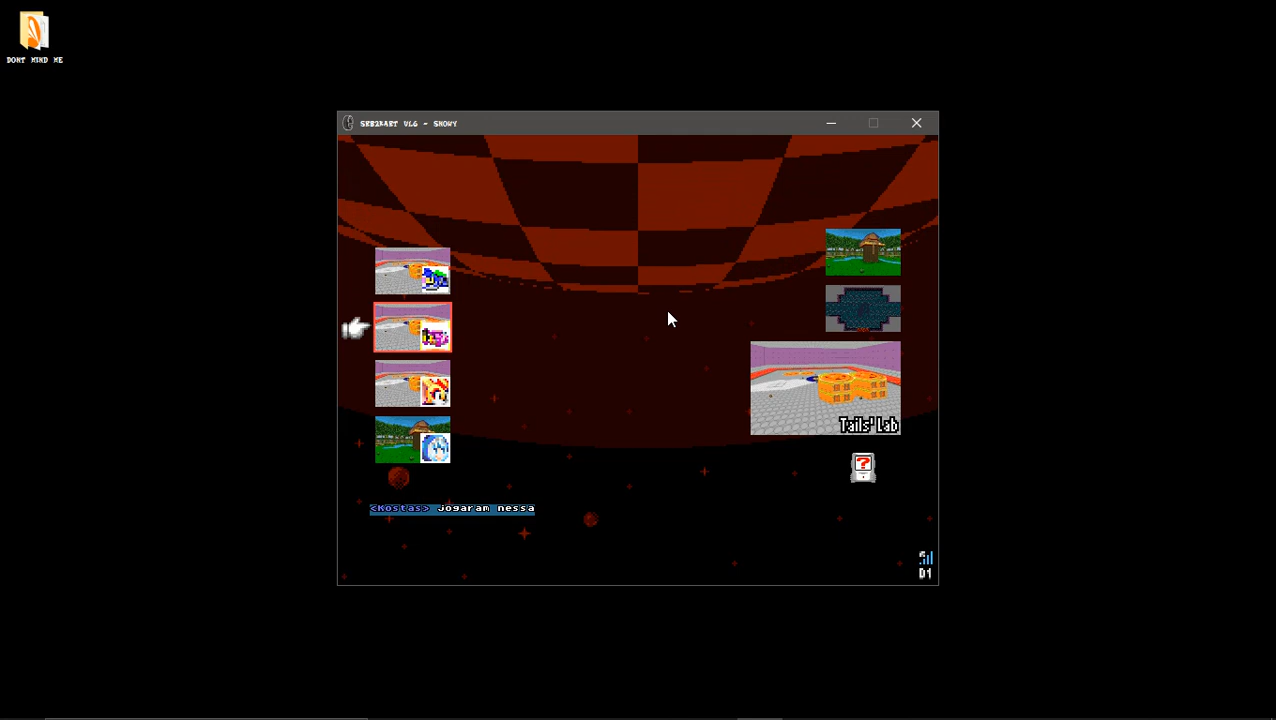 DONT MIND ME
SRB2KART V1.6 - SNOWY
Tails' Lab
?
<Kostas> jogaram nessa
D1